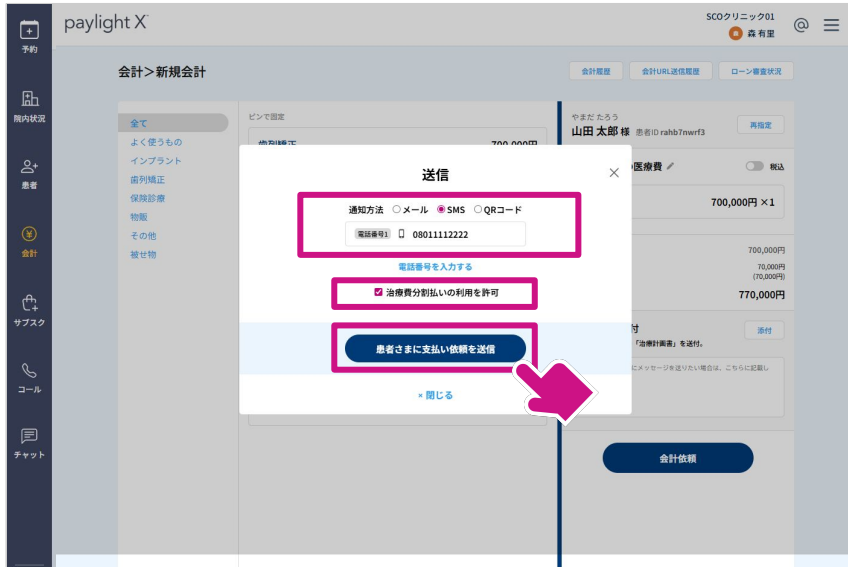 paylight X
SCOクリニック01
森 有里
予約
院内状況
患者
会計
サブスク
コール
チャット
会計＞新規会計
会計履歴
会計URL送信履歴
ローン審査状況
全て
よく使うもの
インプラント
歯列矯正
保険診療
物販
その他
被せ物
ピンで固定
歯列矯正
700,000円
やまだ たろう
山田 太郎 様 患者ID rahb7nwrf3
再指定
医療費
税込
700,000円 ×1
700,000円
70,000円
(70,000円)
770,000円
付
添付
「治療計画書」を送付。
にメッセージを送りたい場合は、こちらに記載し
会計依頼
送信
×
通知方法 メール SMS QRコード
電話番号1 08011112222
電話番号を入力する
治療費分割払いの利用を許可
患者さまに支払い依頼を送信
× 閉じる